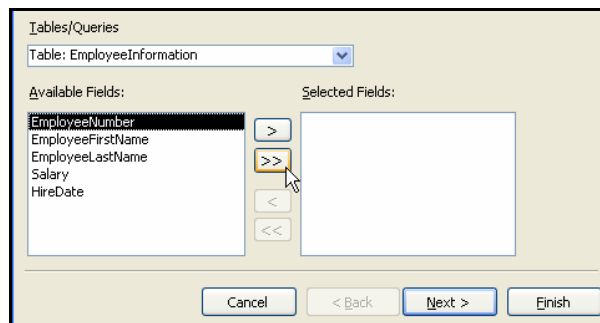 Tables/Queries
Table: EmployeeInformation
Available Fields: Selected Fields:
EmployeeNumber
EmployeeFirstName
EmployeeLastName
Salary
HireDate
>
>>
<
<<
Cancel < Back Next > Finish